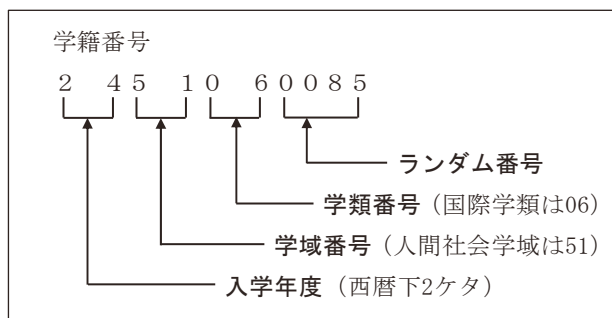 学籍番号
2 4 5 1 0 6 0 0 8 5
ランダム番号
学類番号（国際学類は06）
学域番号（人間社会学域は51）
入学年度（西暦下2ケタ）